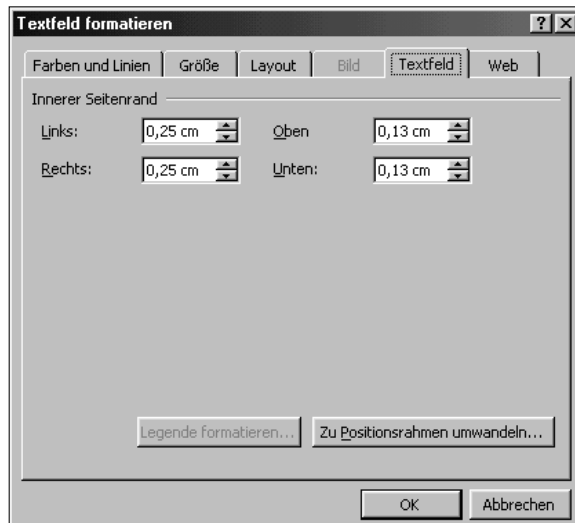 Textfeld formatieren
Farben und Linien Größe Layout Bild Textfeld Web
Innerer Seitenrand
Links: 0,25 cm Oben 0,13 cm
Rechts: 0,25 cm Unten: 0,13 cm
Legende formatieren... Zu Positionsrahmen umwandeln...
OK Abbrechen